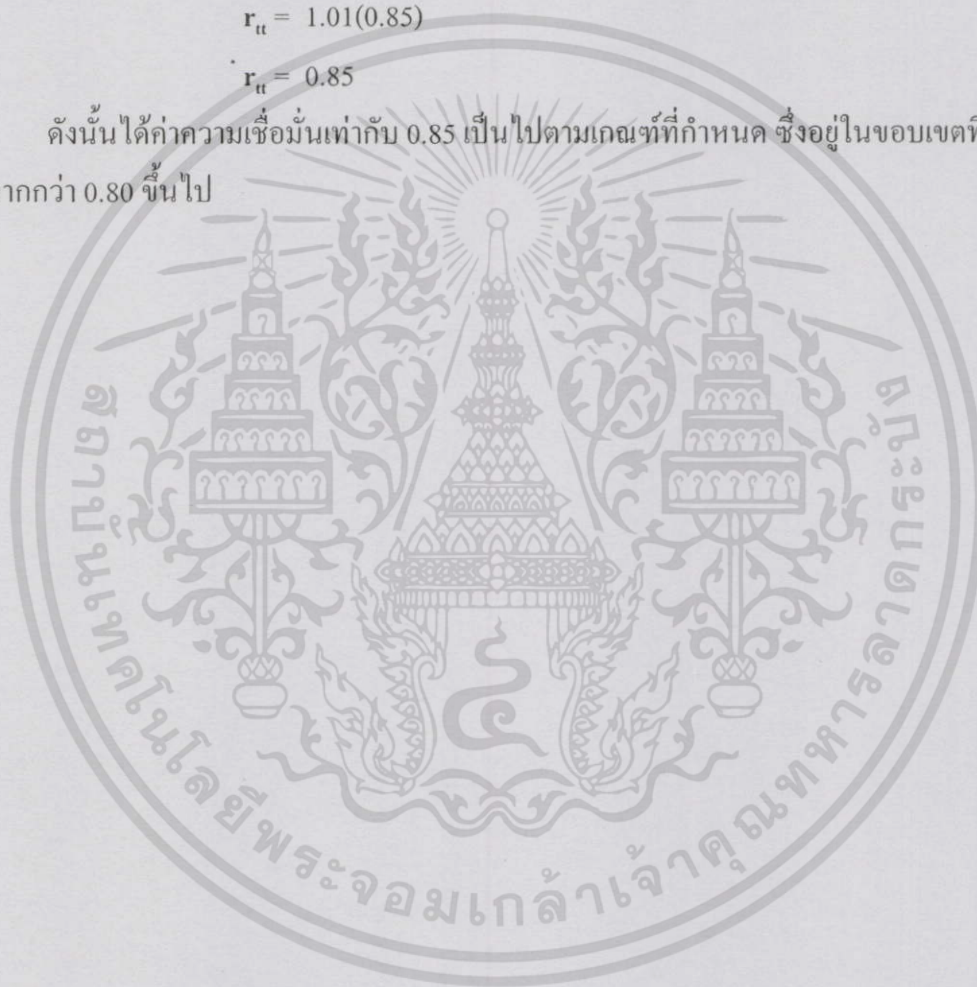 r_tt = 1.01(0.85)
r_tt = 0.85
ดังนั้น ได้ค่าความเชื่อมั่นเท่ากับ 0.85 เป็นไปตามเกณฑ์ที่กำหนด ซึ่งอยู่ในขอบเขต
ากกว่า 0.80 ขึ้นไป
สถาบันเทคโนโลยีพระจอมเกล้าเจ้าคุณทหารลาดกระบัง